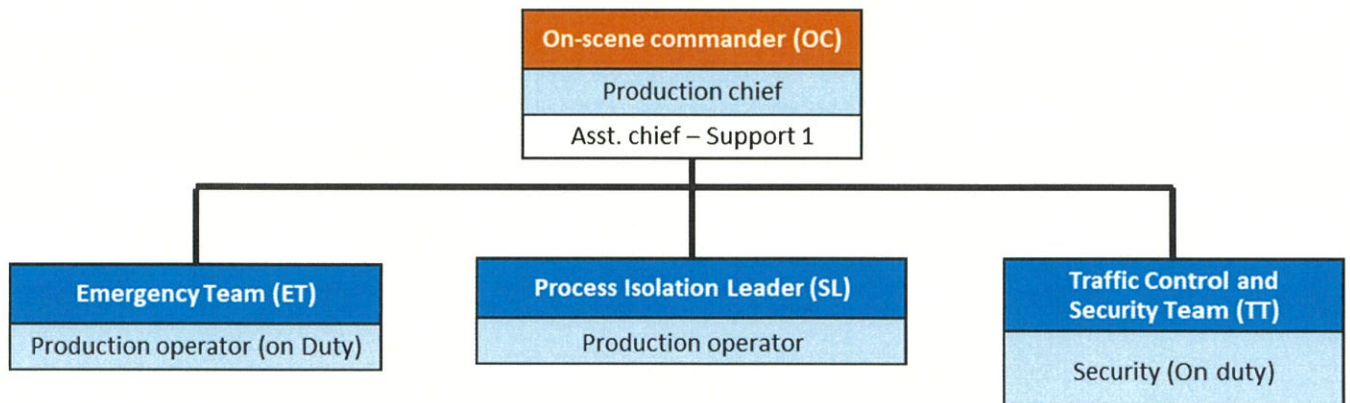 On-scene commander (OC)
Production chief
Asst. chief – Support 1
Emergency Team (ET)
Production operator (on Duty)
Process Isolation Leader (SL)
Production operator
Traffic Control and
Security Team (TT)
Security (On duty)